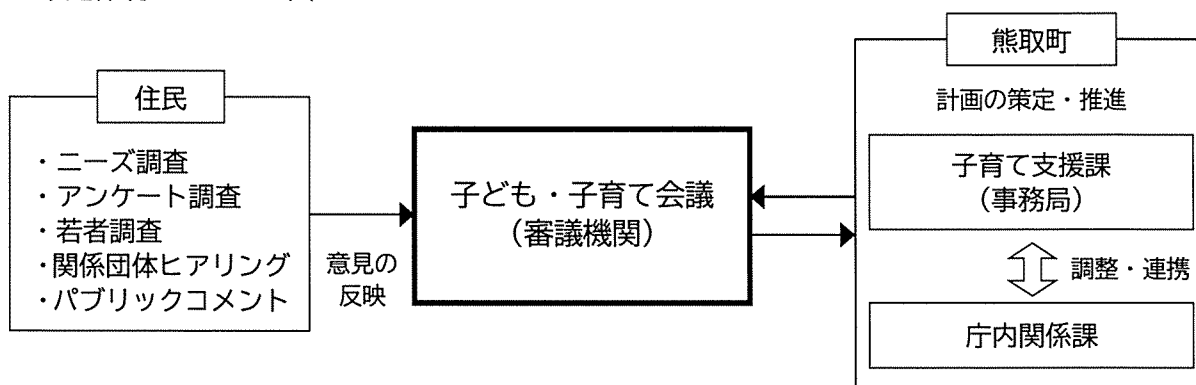 住民
・ニーズ調査
・アンケート調査
・若者調査
・関係団体ヒアリング
・パブリックコメント
意見の
反映
子ども・子育て会議
(審議機関)
熊取町
計画の策定・推進
子育て支援課
(事務局)
調整・連携
庁内関係課